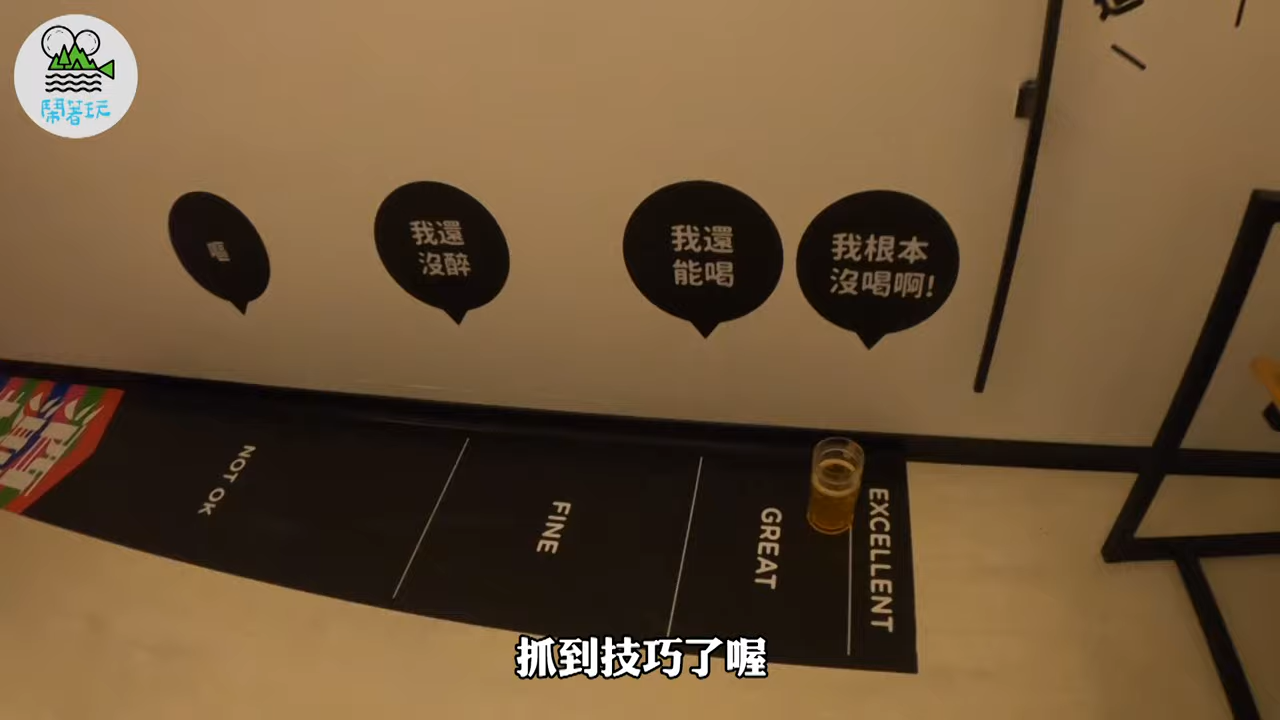 鬧著玩
嘔
我還
沒醉
我還
能喝
我根本
沒喝啊!
NOT OK
FINE
GREAT
EXCELLENT
抓到技巧了喔